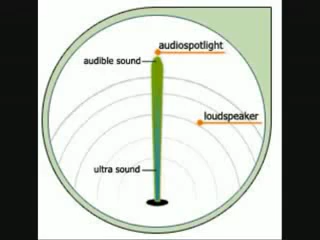 audiospotlight
audible sound
loudspeaker
ultra sound